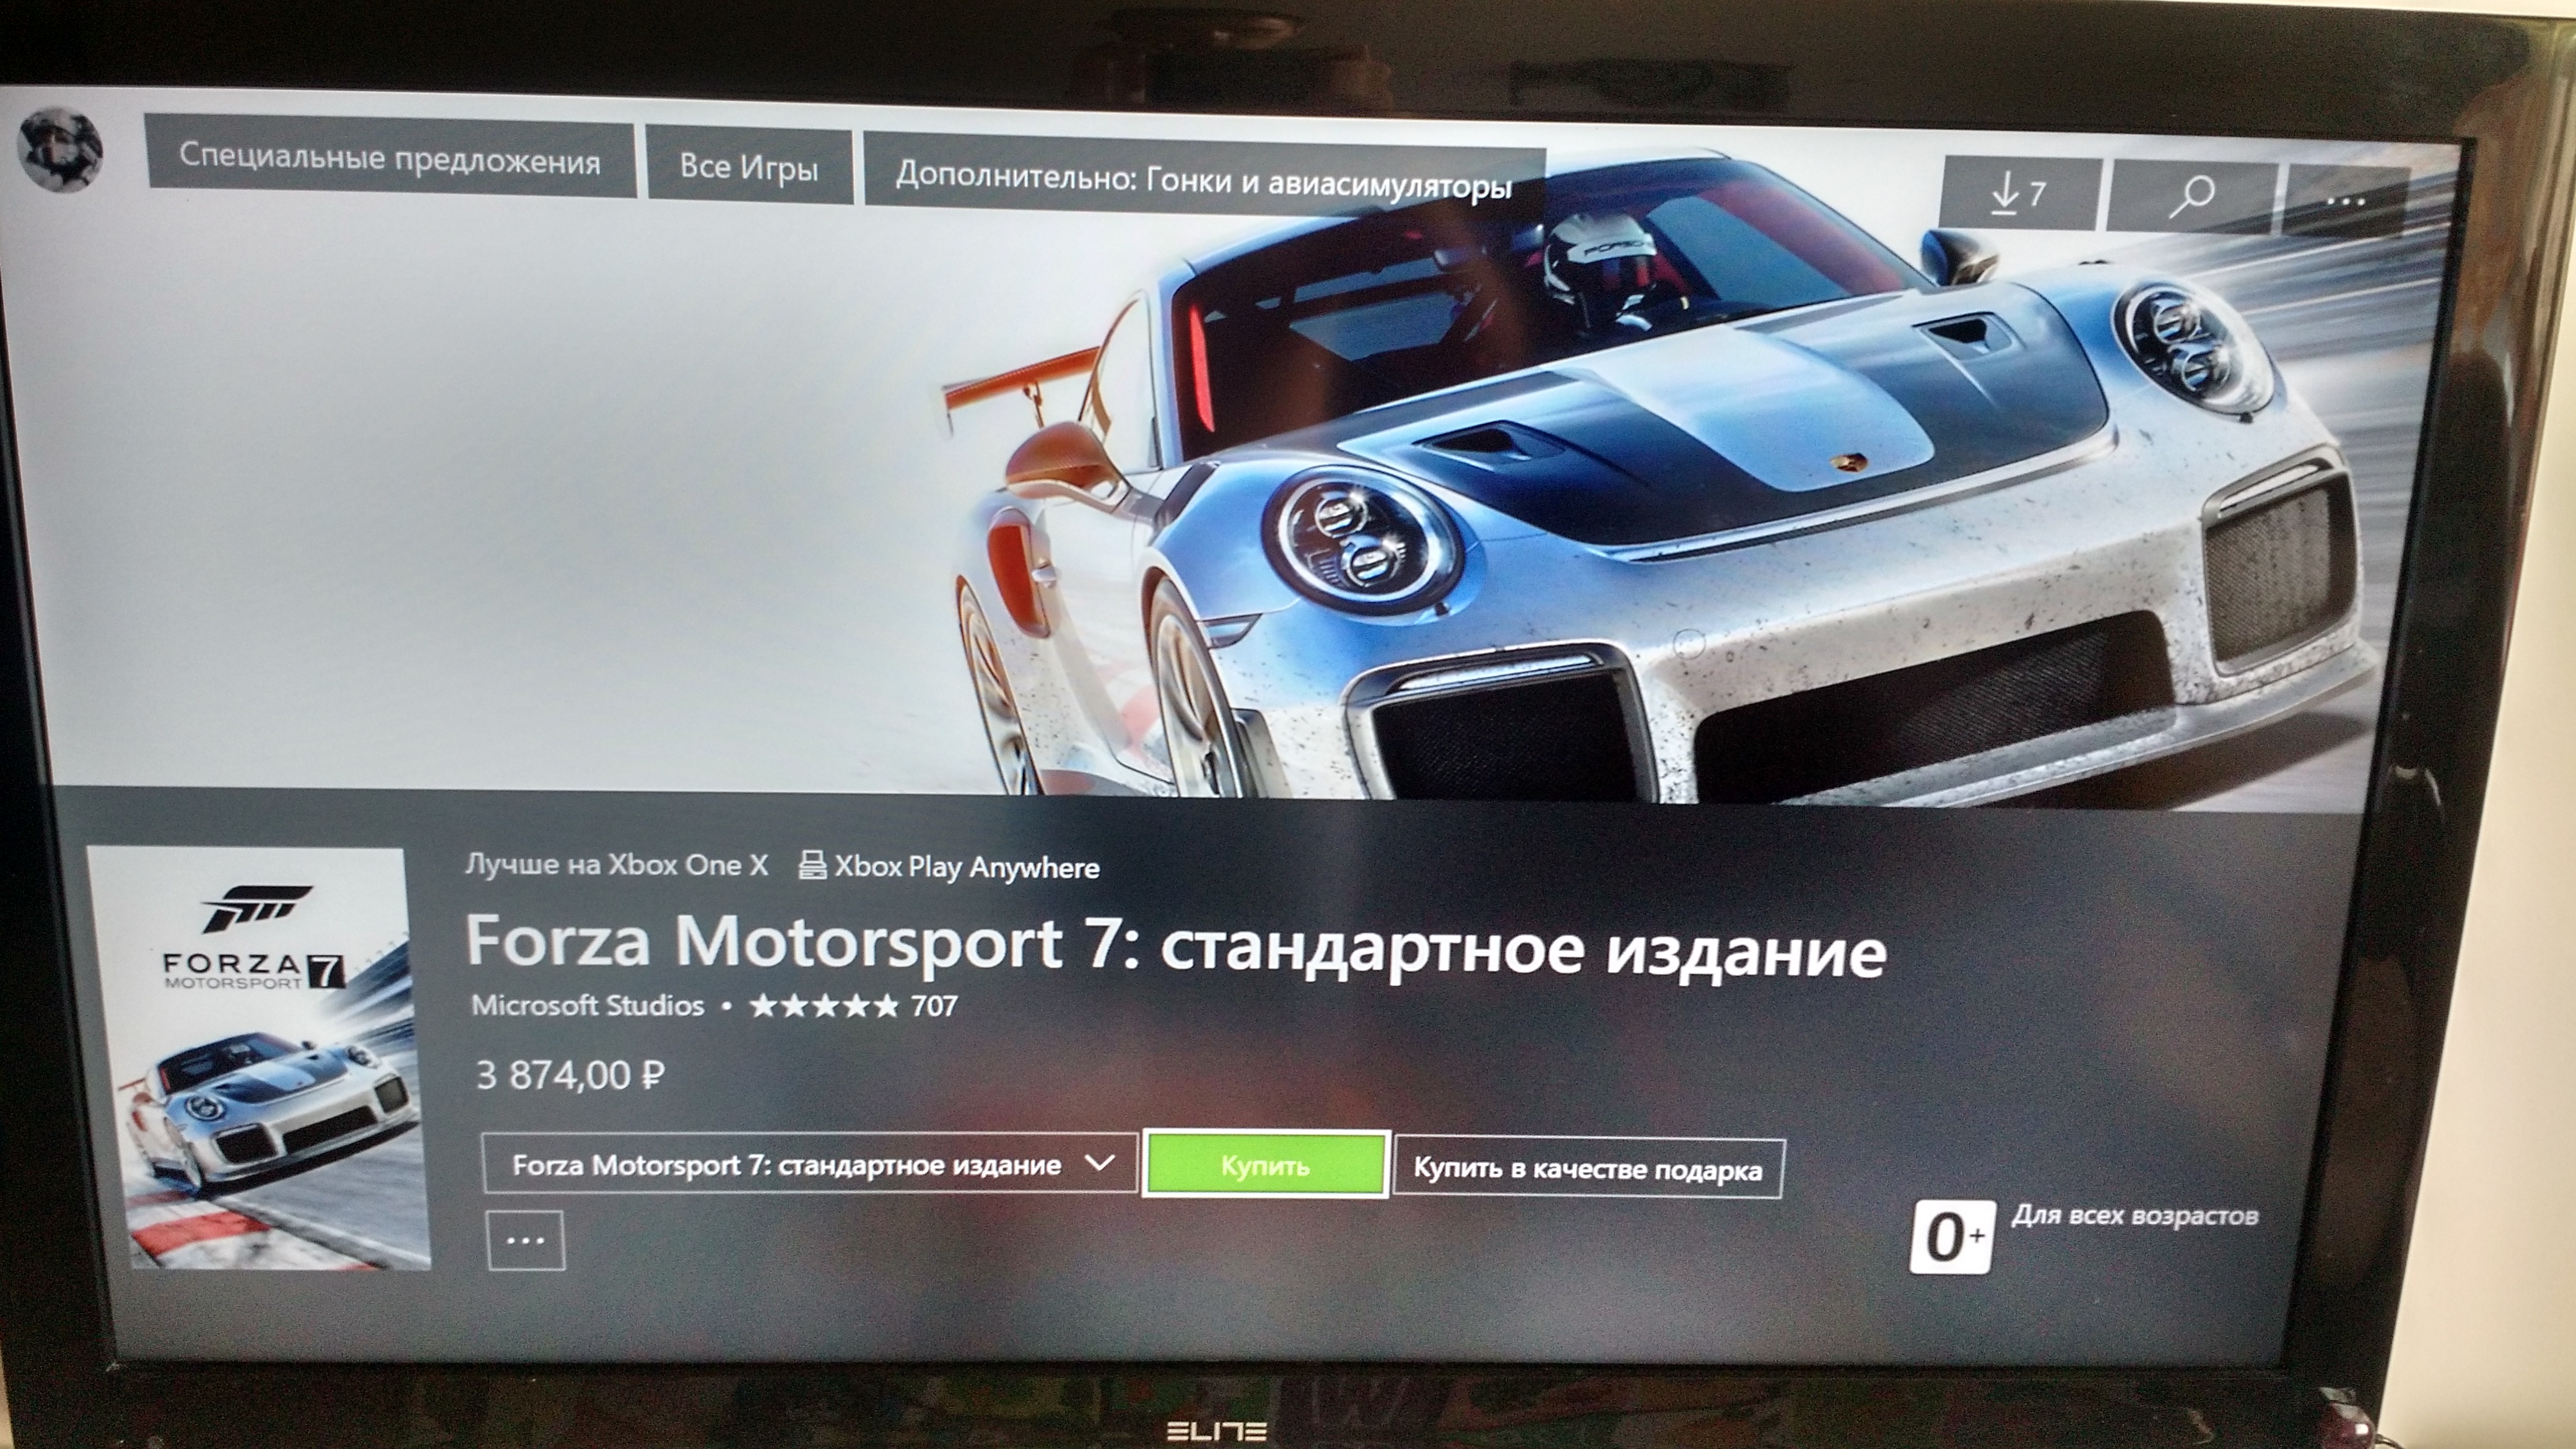 Специальные предложения
Все Игры
Дополнительно: Гонки и авиасимуляторы
7
...
PORSCHE
Лучше на Xbox One X
Xbox Play Anywhere
Forza Motorsport 7: стандартное издание
Microsoft Studios • ★★★★★ 707
3 874,00 ₽
Forza Motorsport 7: стандартное издание
Купить
Купить в качестве подарка
...
0+
Для всех возрастов
FORZA
MOTORSPORT 7
ELITE